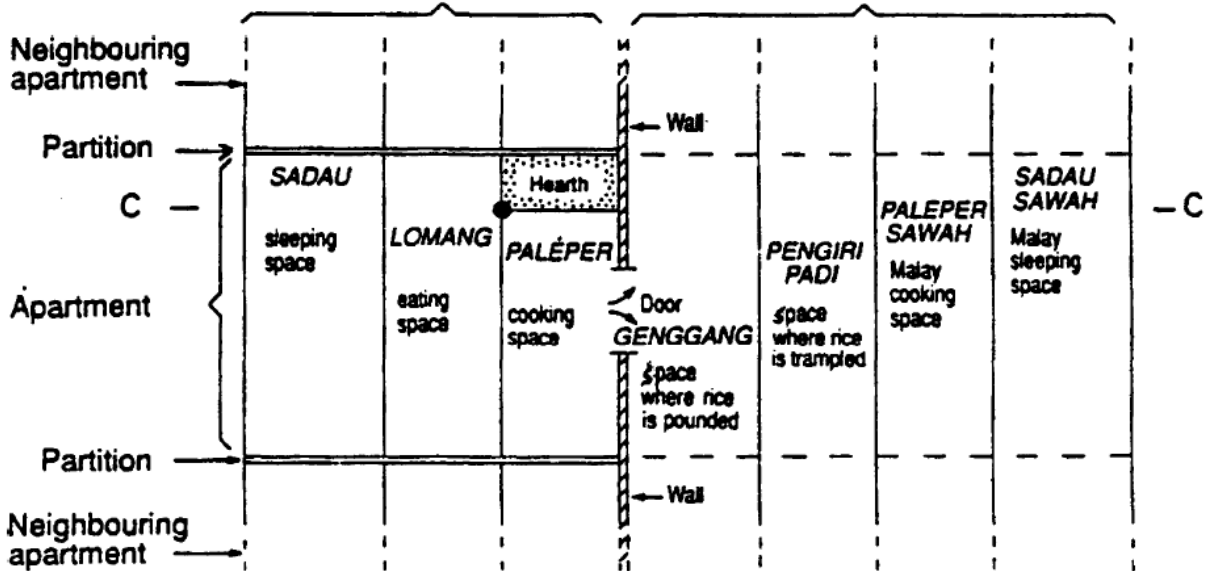 Neighbouring
apartment
Wall
Partition
SADAU
Hearth
SADAU
SAWAH
C
C
PALEPER
SAWAH
sleeping
space
LOMANG
PALÉPER
PENGIRI
PADI
Malay
sleeping
space
Malay
cooking
space
Apartment
eating
space
cooking
space
Door
GENGGANG
space
where rice
is trampled
space
where rice
is pounded
Partition
Wall
Neighbouring
apartment